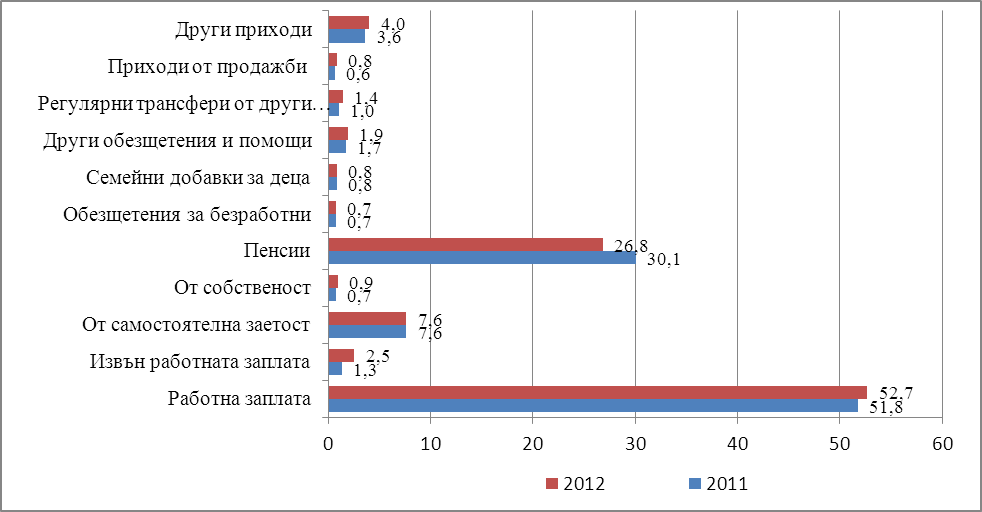 Други приходи
4,0
3,6
Приходи от продажби
0,8
0,6
Регулярни трансфери от други...
1,4
1,0
Други обезщетения и помощи
1,9
1,7
Семейни добавки за деца
0,8
0,8
Обезщетения за безработни
0,7
0,7
Пенсии
26,8
30,1
От собственост
0,9
0,7
От самостоятелна заетост
7,6
7,6
Извън работната заплата
2,5
1,3
Работна заплата
52,7
51,8
0 10 20 30 40 50 60
2012 2011